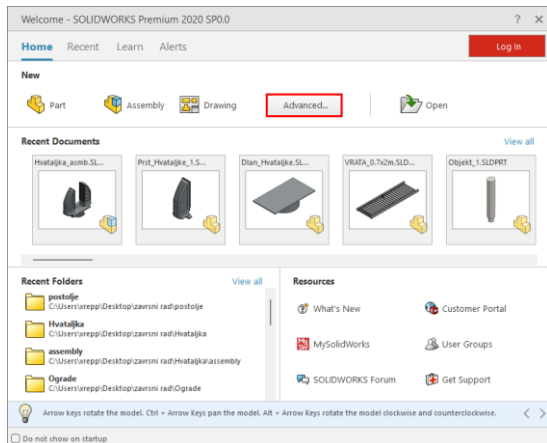 Welcome - SOLIDWORKS Premium 2020 SP0.0
? ×
Home Recent Learn Alerts
Log In
New
Part Assembly Drawing Advanced... Open
Recent Documents View all
Hvataljka_asmb.SL... Prst_Hvataljke_1.S... Dlan_Hvataljke.SL... VRATA_0.7x2m.SLD... Objekt_1.SLDPRT
Recent Folders View all
postolje
C:\Users\xrepp\Desktop\zavrsni rad\postolje
Hvataljka
C:\Users\xrepp\Desktop\zavrsni rad\Hvataljka
assembly
C:\Users\xrepp\Desktop\zavrsni rad\Hvataljka\assembly
Ograde
C:\Users\xrepp\Desktop\zavrsni rad\Ograde
Resources
What's New Customer Portal
MySolidWorks User Groups
SOLIDWORKS Forum Get Support
Arrow keys rotate the model. Ctrl + Arrow Keys pan the model. Alt + Arrow Keys rotate the model clockwise and counterclockwise.
Do not show on startup